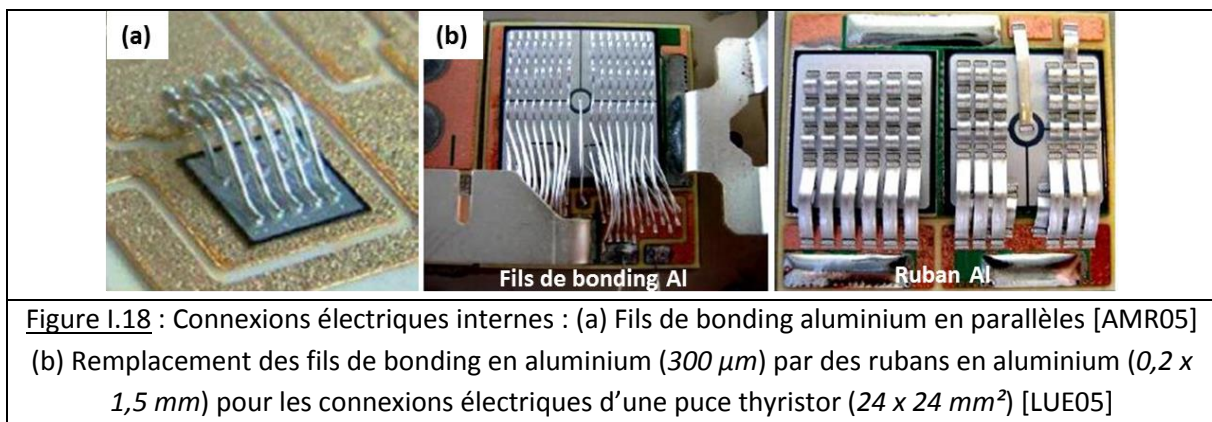 (a)
(b)
Fils de bonding Al
Ruban Al
Figure I.18 : Connexions électriques internes : (a) Fils de bonding aluminium en parallèles [AMR05]
(b) Remplacement des fils de bonding en aluminium (300 µm) par des rubans en aluminium (0,2 x
1,5 mm) pour les connexions électriques d’une puce thyristor (24 x 24 mm²) [LUE05]